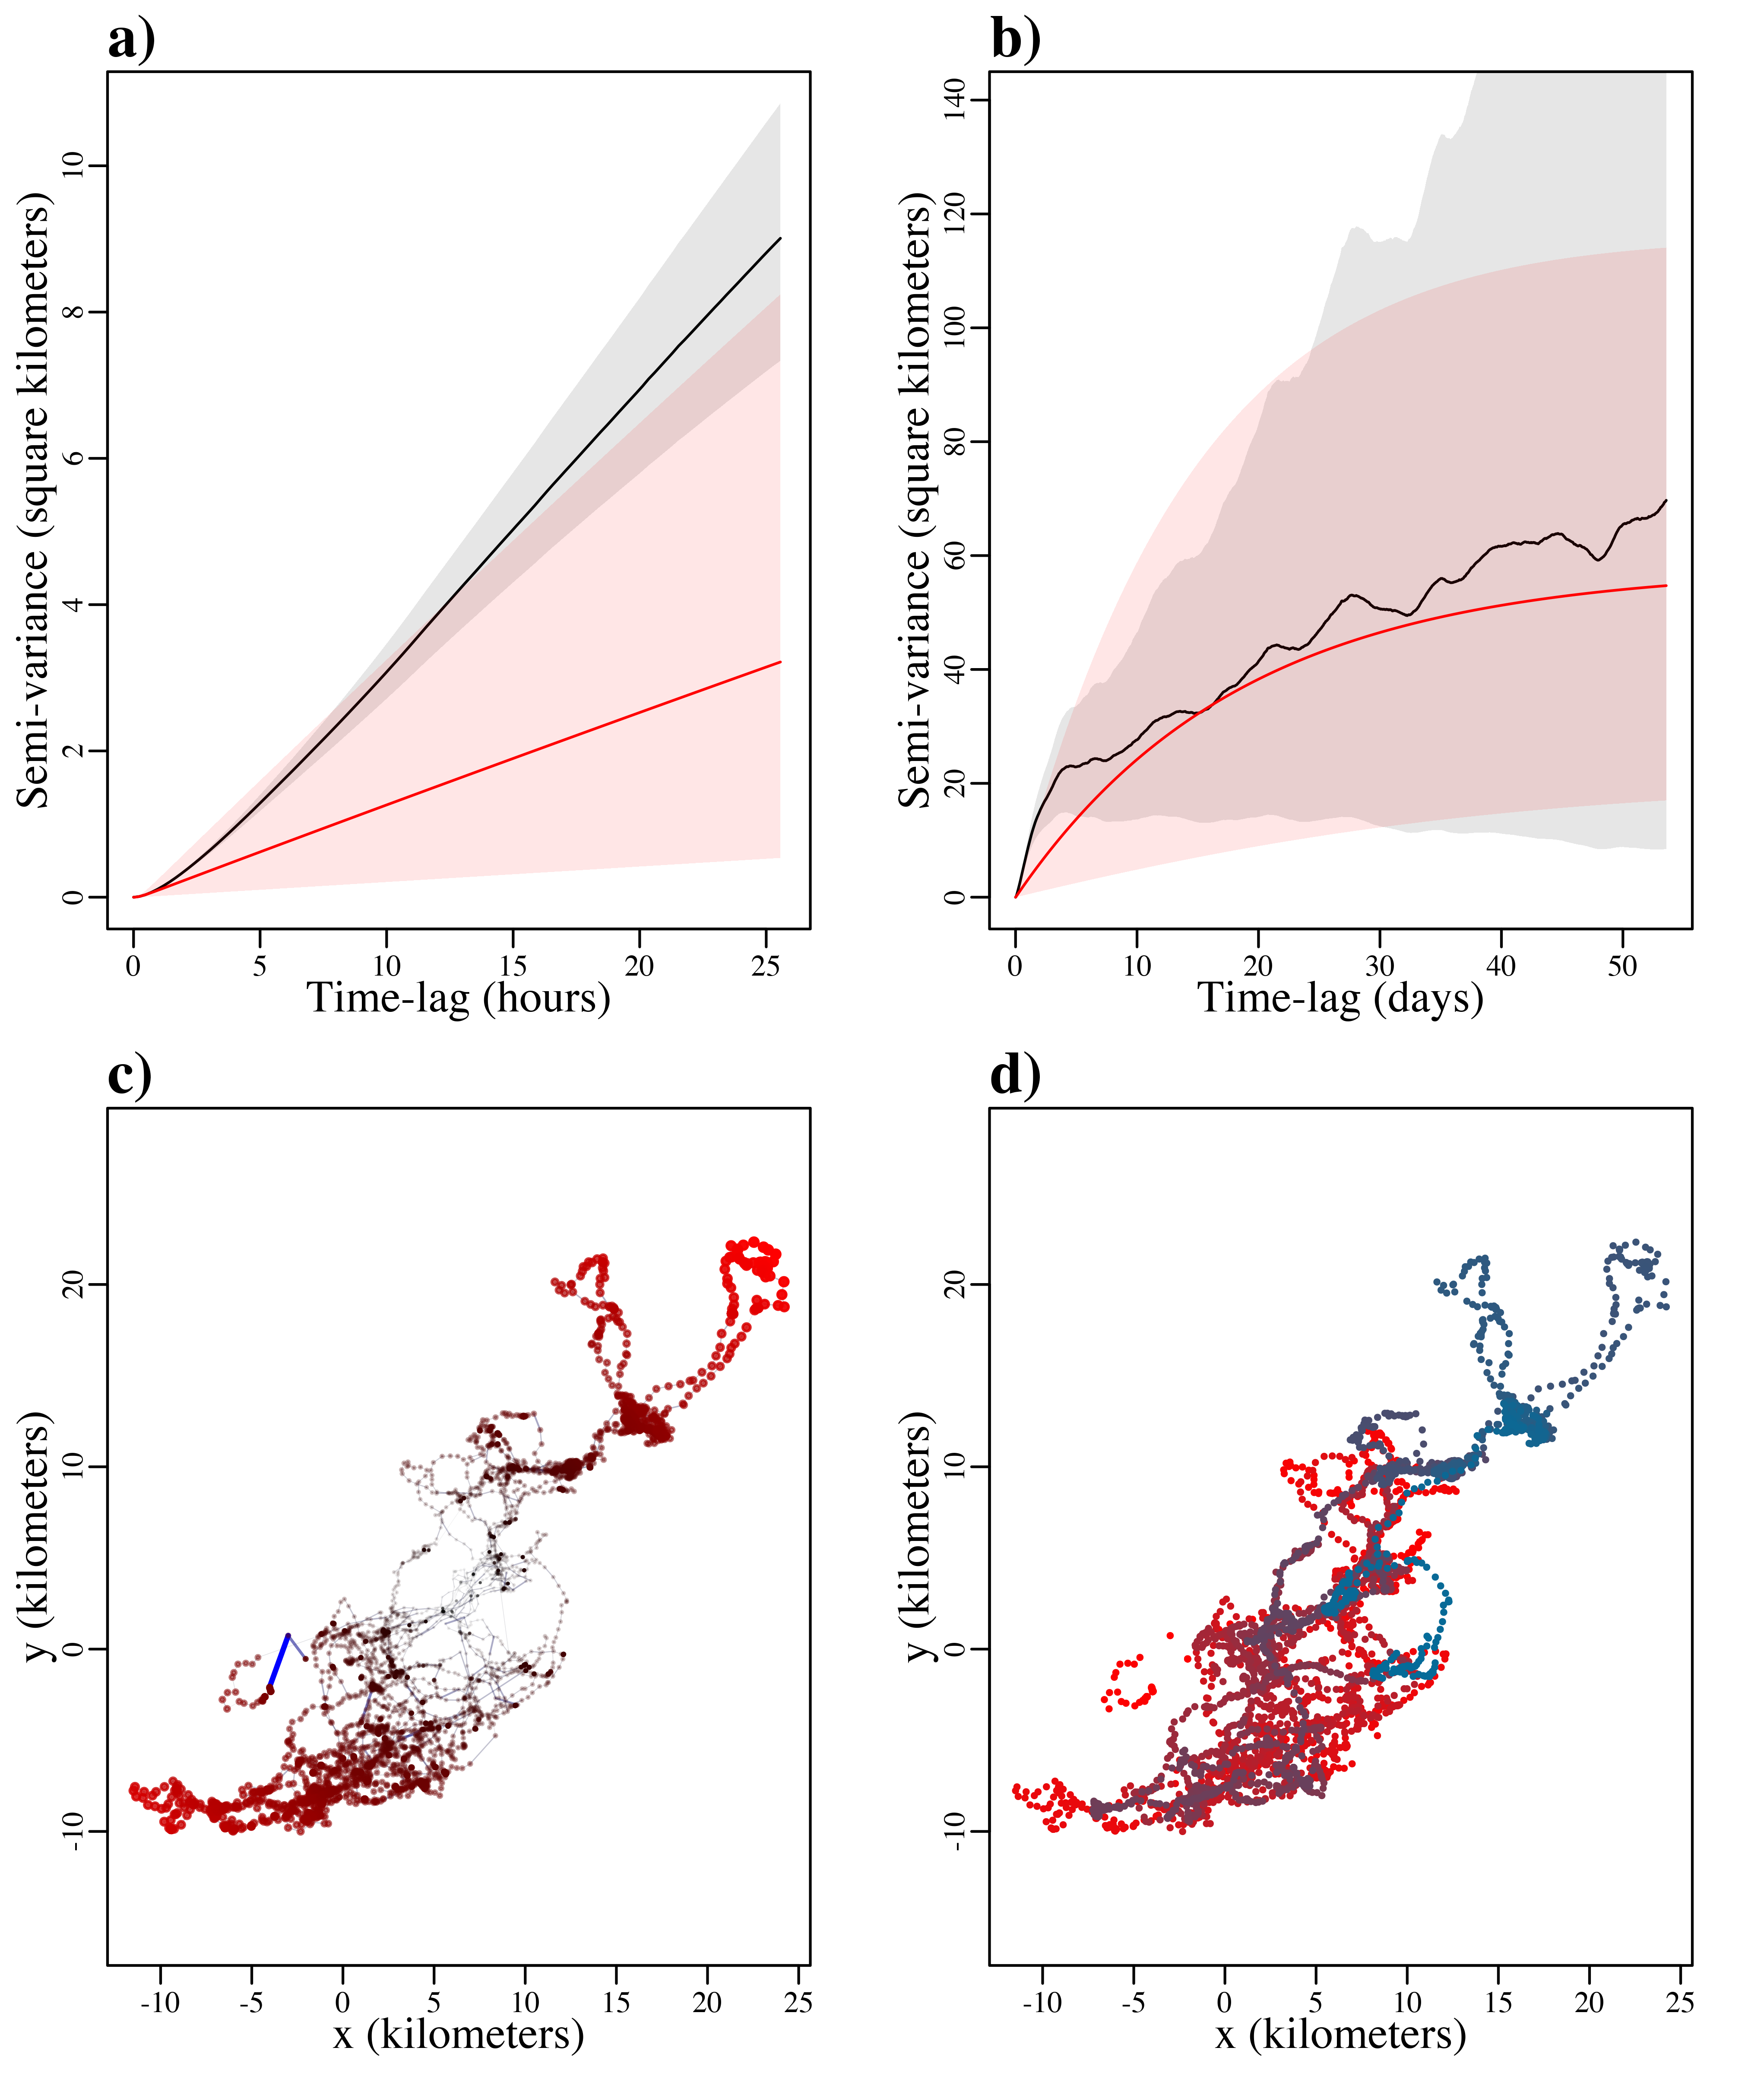 a)
Semi-variance (square kilometers)
10
8
6
4
2
0
0 5 10 15 20 25
Time-lag (hours)
b)
Semi-variance (square kilometers)
140
120
100
80
60
40
20
0
0 10 20 30 40 50
Time-lag (days)
c)
y (kilometers)
20
10
0
-10
-10 -5 0 5 10 15 20 25
x (kilometers)
d)
y (kilometers)
20
10
0
-10
-10 -5 0 5 10 15 20 25
x (kilometers)